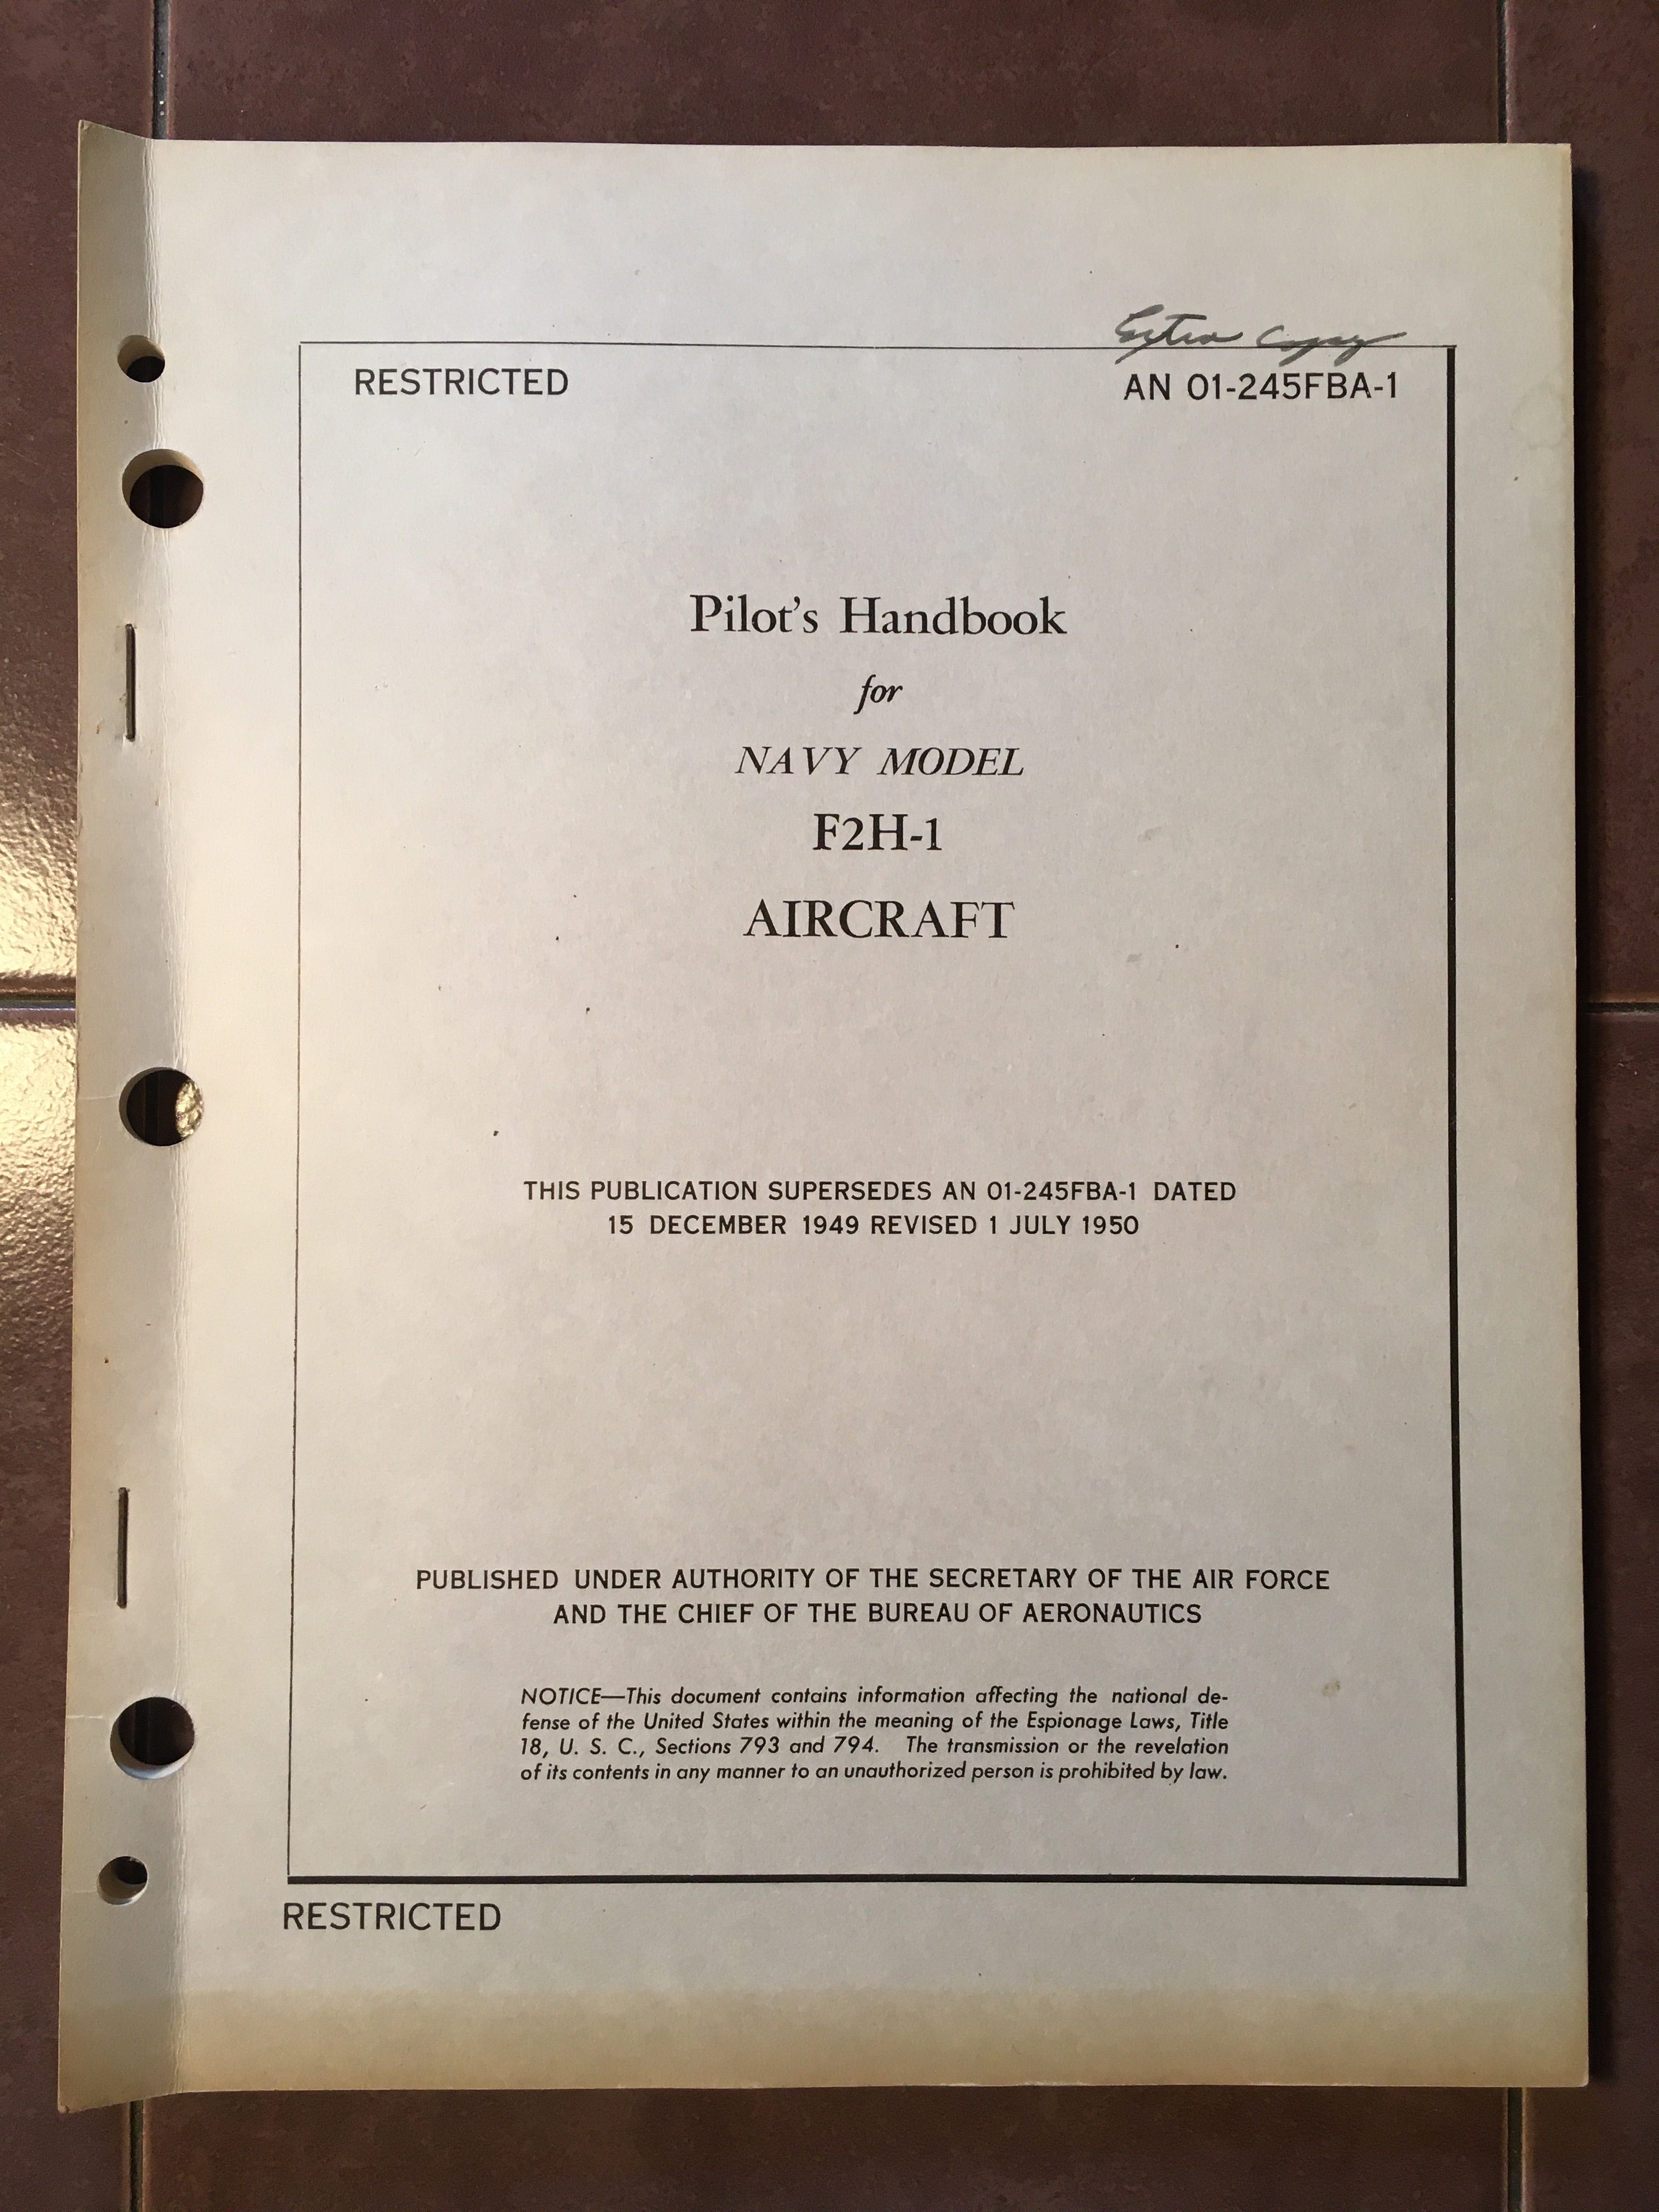 Extra Copy
RESTRICTED
AN 01-245FBA-1
Pilot's Handbook
for
NAVY MODEL
F2H-1
AIRCRAFT
THIS PUBLICATION SUPERSEDES AN 01-245FBA-1 DATED
15 DECEMBER 1949 REVISED 1 JULY 1950
PUBLISHED UNDER AUTHORITY OF THE SECRETARY OF THE AIR FORCE
AND THE CHIEF OF THE BUREAU OF AERONAUTICS
NOTICE—This document contains information affecting the national de-
fense of the United States within the meaning of the Espionage Laws, Title
18, U. S. C., Sections 793 and 794. The transmission or the revelation
of its contents in any manner to an unauthorized person is prohibited by law.
RESTRICTED